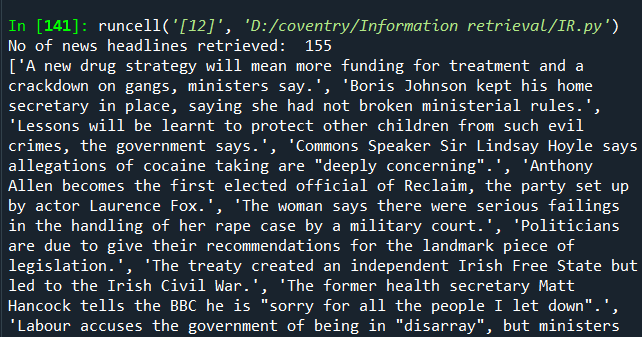 In [141]: runcell('[12]', 'D:/coventry/Information retrieval/IR.py')
No of news headlines retrieved:  155
['A new drug strategy will mean more funding for treatment and a
crackdown on gangs, ministers say.', 'Boris Johnson kept his home
secretary in place, saying she had not broken ministerial rules.',
'Lessons will be learnt to protect other children from such evil
crimes, the government says.', 'Commons Speaker Sir Lindsay Hoyle says
allegations of cocaine taking are "deeply concerning".', 'Anthony
Allen becomes the first elected official of Reclaim, the party set up
by actor Laurence Fox.', 'The woman says there were serious failings
in the handling of her rape case by a military court.', 'Politicians
are due to give their recommendations for the landmark piece of
legislation.', 'The treaty created an independent Irish Free State but
led to the Irish Civil War.', 'The former health secretary Matt
Hancock tells the BBC he is "sorry for all the people I let down".',
'Labour accuses the government of being in "disarray", but ministers